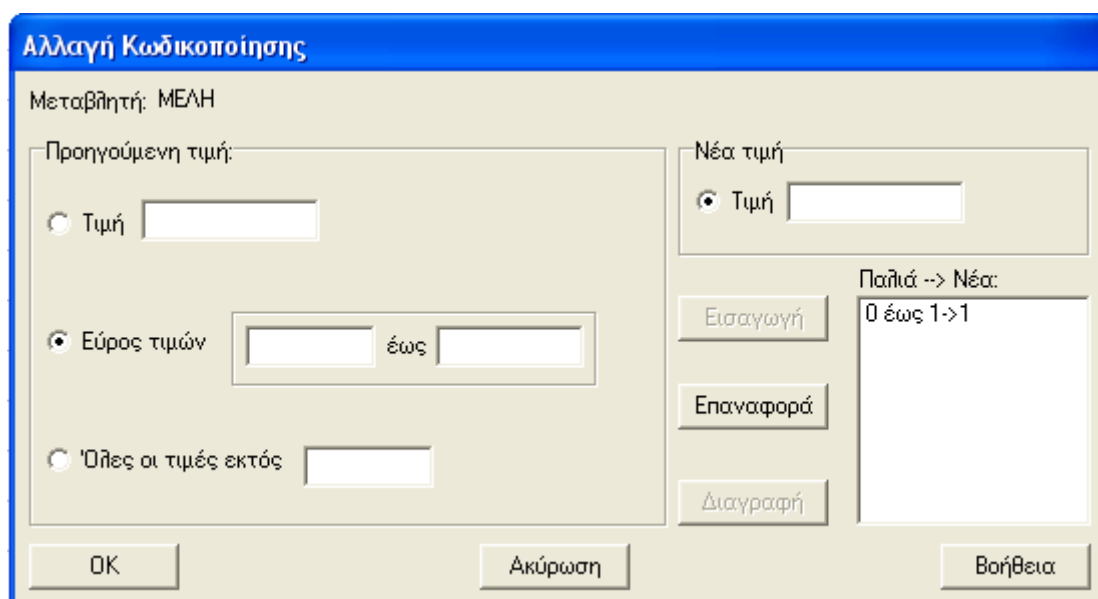 Αλλαγή Κωδικοποίησης
Μεταβλητή: ΜΕΛΗ
Προηγούμενη τιμή:
Τιμή
Εύρος τιμών έως
Όλες οι τιμές εκτός
Νέα τιμή
Τιμή
Παλιά --> Νέα:
0 έως 1->1
Εισαγωγή
Επαναφορά
Διαγραφή
OK Ακύρωση Βοήθεια